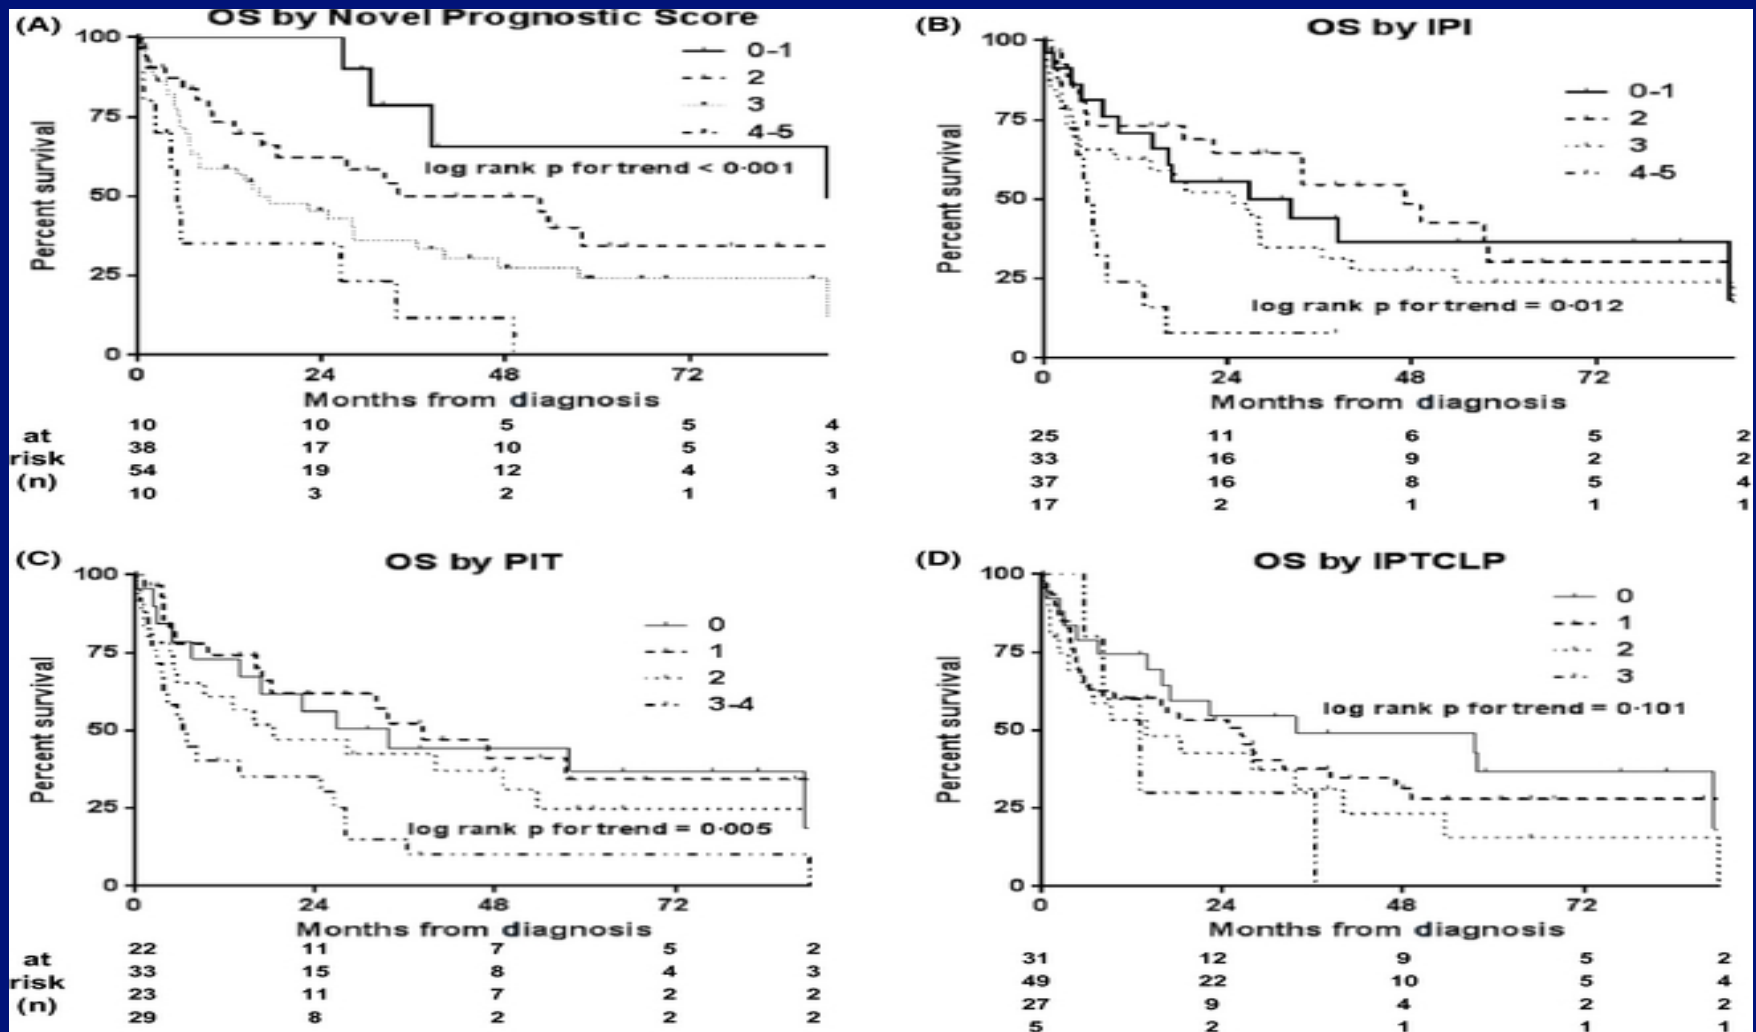 (A) OS by Novel Prognostic Score
100
75
50
25
0
Percent survival
0-1
2
3
4-5
log rank p for trend < 0·001
0 24 48 72
Months from diagnosis
at risk (n)
10 10 5 5 4
38 17 10 5 3
54 19 12 4 3
10 3 2 1 1
(B) OS by IPI
100
75
50
25
0
Percent survival
0-1
2
3
4-5
log rank p for trend = 0·012
0 24 48 72
Months from diagnosis
25 11 6 5 2
33 16 9 2 2
37 16 8 5 4
17 2 1 1 1
(C) OS by PIT
100
75
50
25
0
Percent survival
0
1
2
3-4
log rank p for trend = 0·005
0 24 48 72
Months from diagnosis
at risk (n)
22 11 7 5 2
33 15 8 4 3
23 11 7 2 2
29 8 2 2 2
(D) OS by IPTCLP
100
75
50
25
0
Percent survival
0
1
2
3
log rank p for trend = 0·101
0 24 48 72
Months from diagnosis
31 12 9 5 2
49 22 10 5 4
27 9 4 2 2
5 2 1 1 1